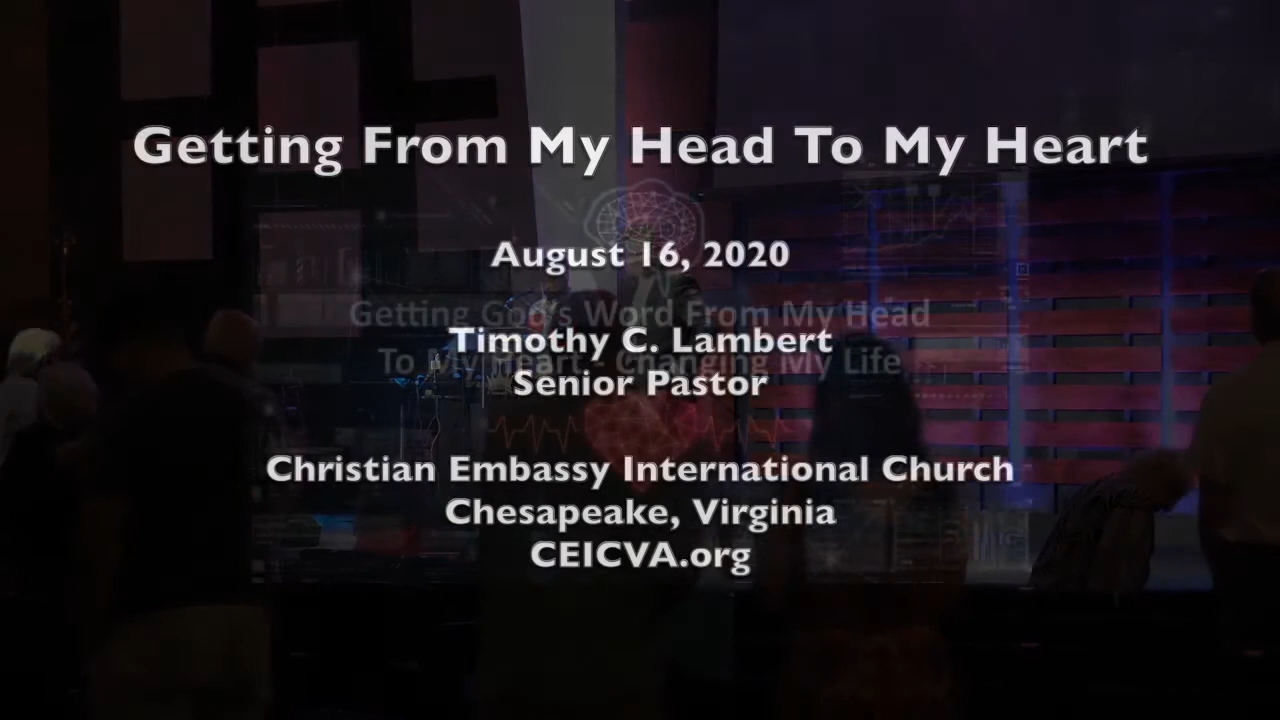 Getting From My Head To My Heart
August 16, 2020
Getting God's Word From My Head
Timothy C. Lambert
To My Heart - Changing My Life
Senior Pastor
Christian Embassy International Church
Chesapeake, Virginia
CEICVA.org